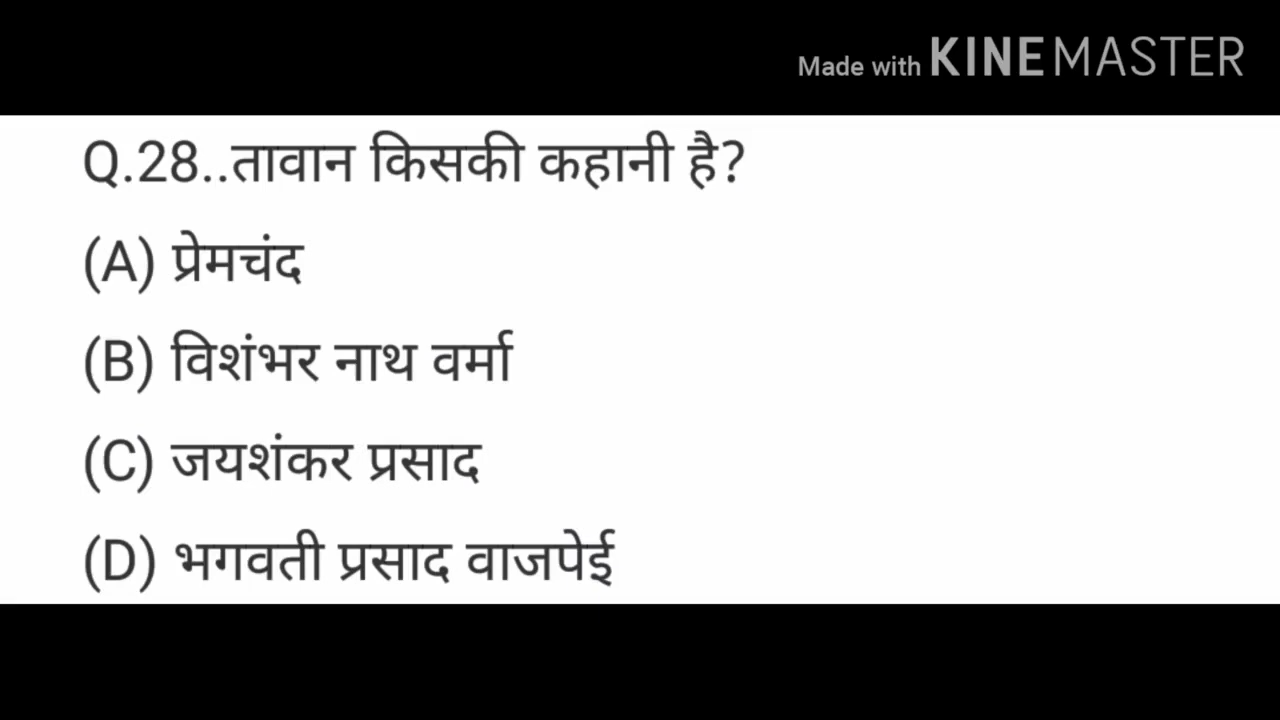 Made with KINEMASTER
Q.28..तावान किसकी कहानी है?
(A) प्रेमचंद
(B) विशंभर नाथ वर्मा
(C) जयशंकर प्रसाद
(D) भगवती प्रसाद वाजपेई